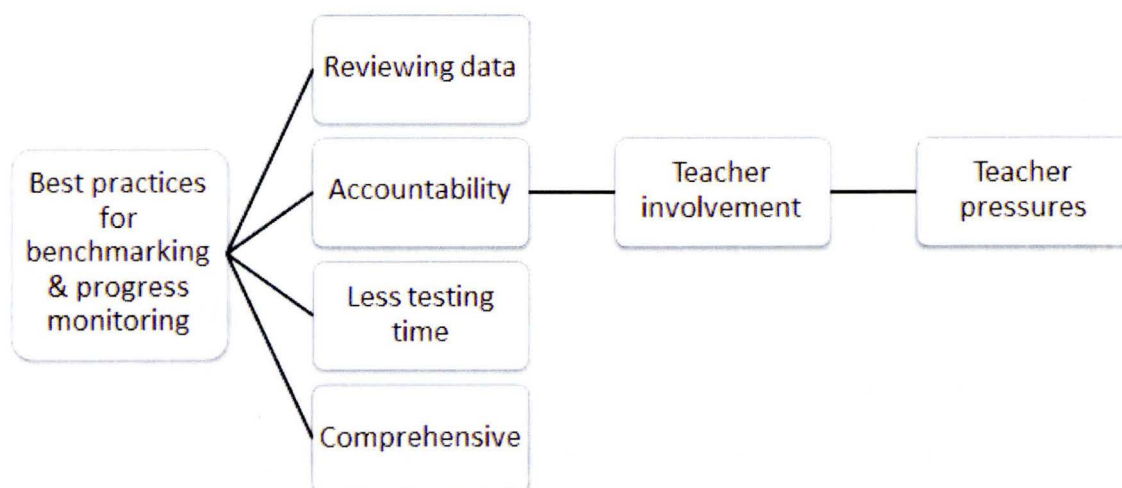 Best practices
for
benchmarking
& progress
monitoring
Reviewing data
Accountability
Less testing
time
Comprehensive
Teacher
involvement
Teacher
pressures